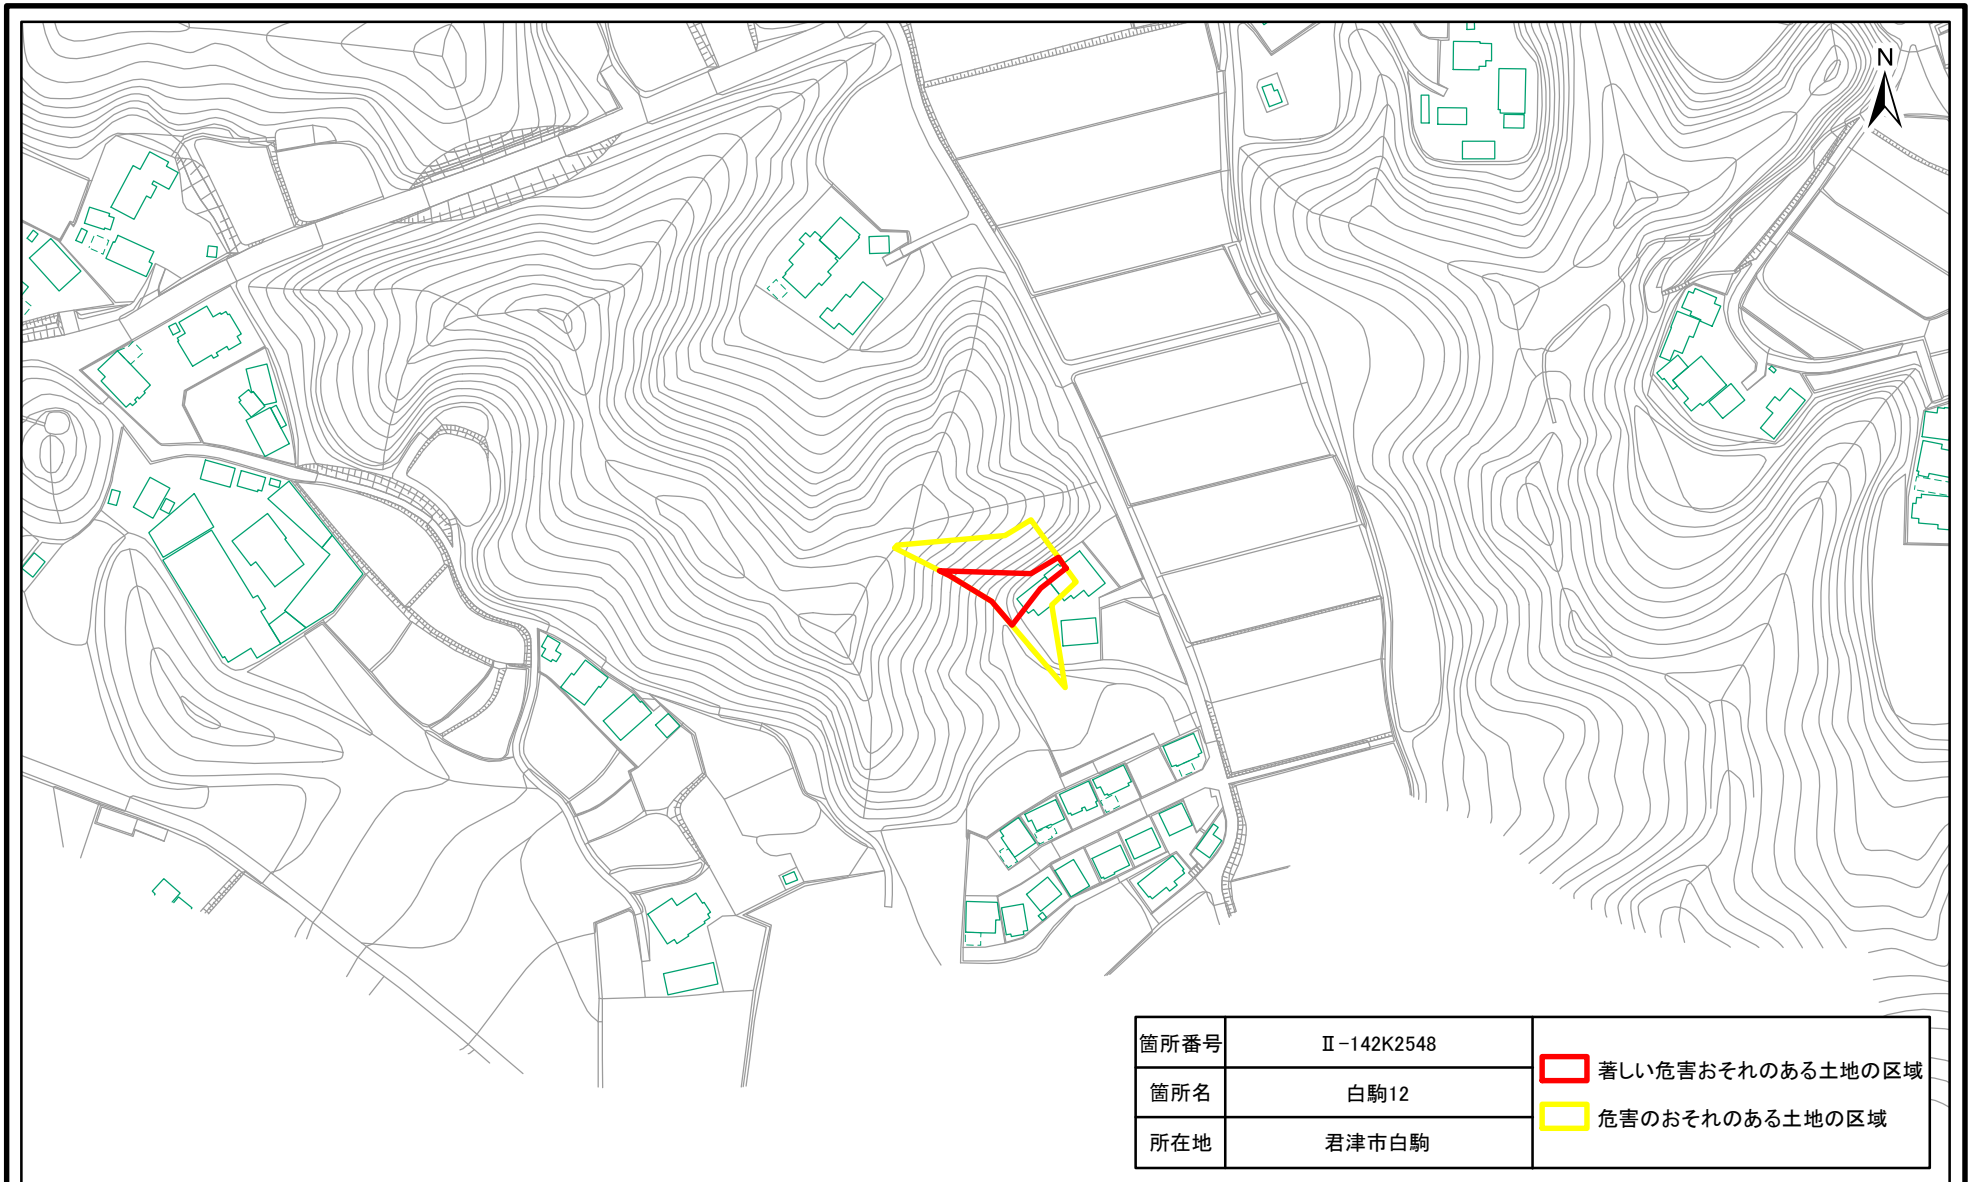 N
箇所番号 Ⅱ-142K2548
箇所名 白駒12
所在地 君津市白駒
著しい危害おそれのある土地の区域
危害のおそれのある土地の区域